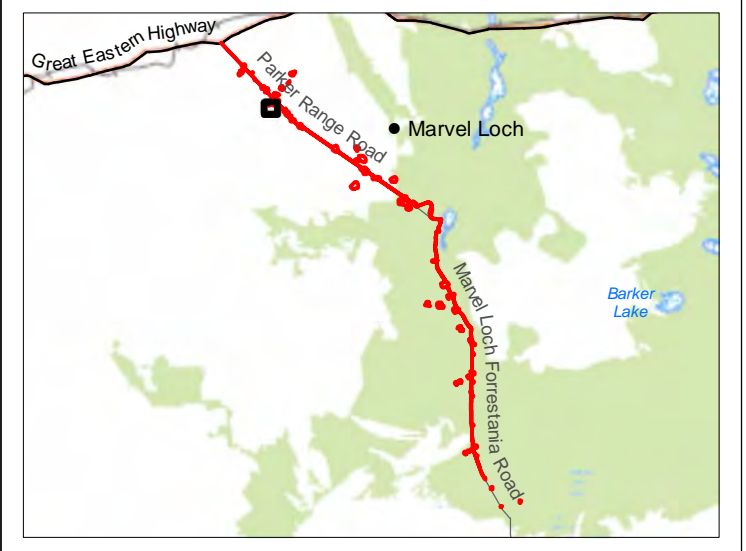 Great Eastern Highway
Parker Range Road
Marvel Loch
Marvel Loch Forrestania Road
Barker
Lake